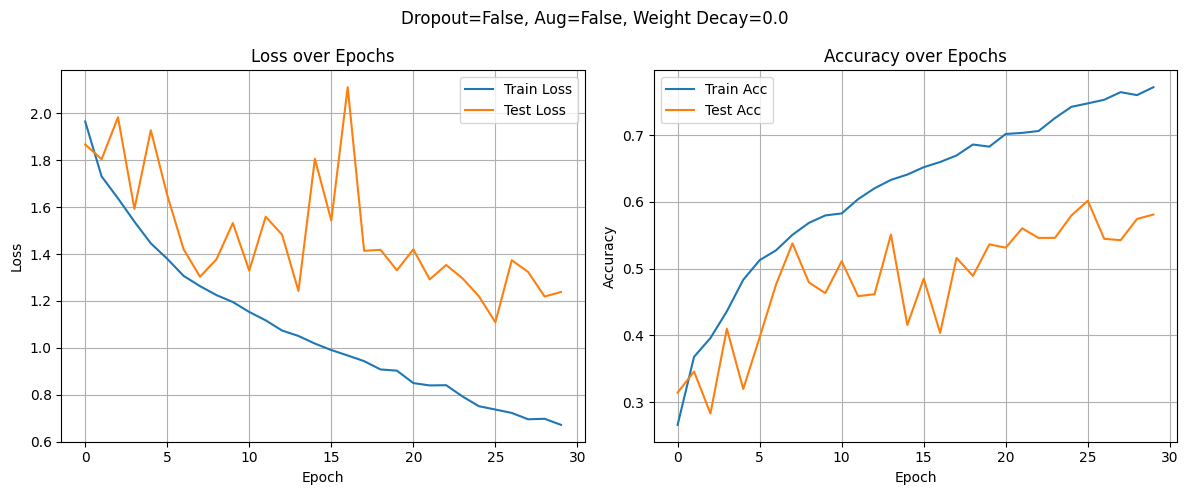 Dropout=False, Aug=False, Weight Decay=0.0
Loss over Epochs
Train Loss
Test Loss
2.0
1.8
1.6
1.4
1.2
1.0
0.8
0.6
Loss
0
5
10
15
20
25
30
Epoch
Accuracy over Epochs
Train Acc
Test Acc
0.7
0.6
0.5
0.4
0.3
Accuracy
0
5
10
15
20
25
30
Epoch